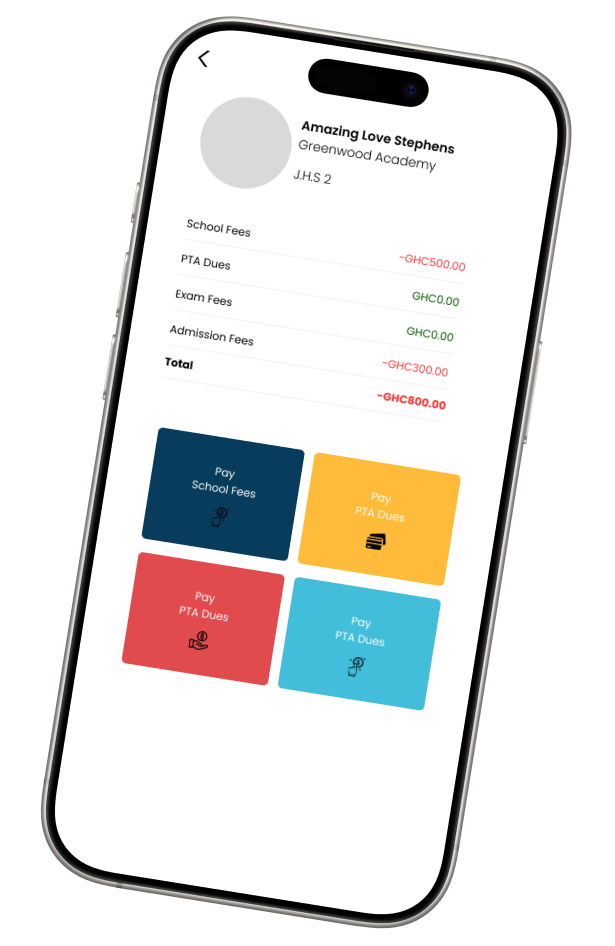 Amazing Love Stephens
Greenwood Academy
J.H.S 2
School Fees -GHC500.00
PTA Dues GHC0.00
Exam Fees GHC0.00
Admission Fees -GHC300.00
Total -GHC800.00
Pay
School Fees
Pay
PTA Dues
Pay
PTA Dues
Pay
PTA Dues